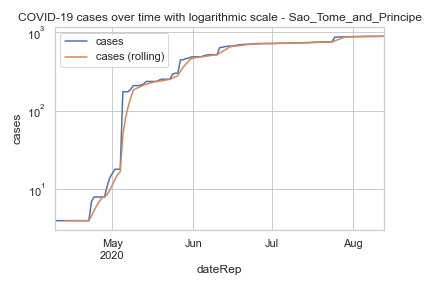 COVID-19 cases over time with logarithmic scale - Sao_Tome_and_Principe
cases
cases (rolling)
10³
10²
10¹
cases
May
2020
Jun
Jul
Aug
dateRep